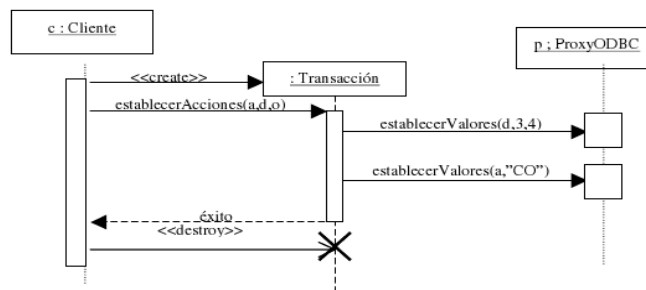 c : Cliente
p ; ProxyODBC
<<create>>
: Transacción
establecerAcciones(a,d,o)
establecerValores(d,3,4)
establecerValores(a,"CO")
éxito
<<destroy>>